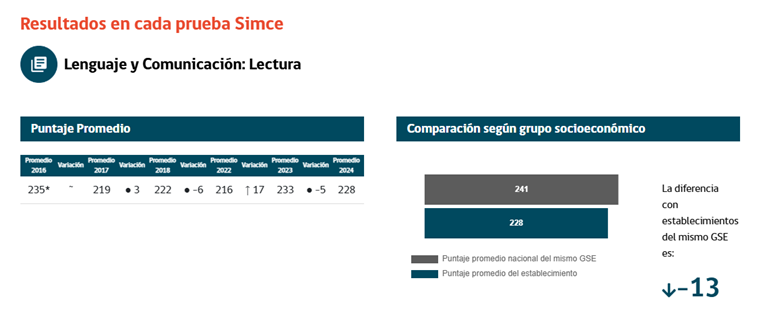 Resultados en cada prueba Simce
Lenguaje y Comunicación: Lectura
Puntaje Promedio
Promedio 2016 Variación Promedio 2017 Variación Promedio 2018 Variación Promedio 2022 Variación Promedio 2023 Variación Promedio 2024
235* ~ 219 ● 3 222 ● -6 216 ↑ 17 233 ● -5 228
Comparación según grupo socioeconómico
241
228
Puntaje promedio nacional del mismo GSE
Puntaje promedio del establecimiento
La diferencia
con
establecimientos
del mismo GSE
es:
↓-13